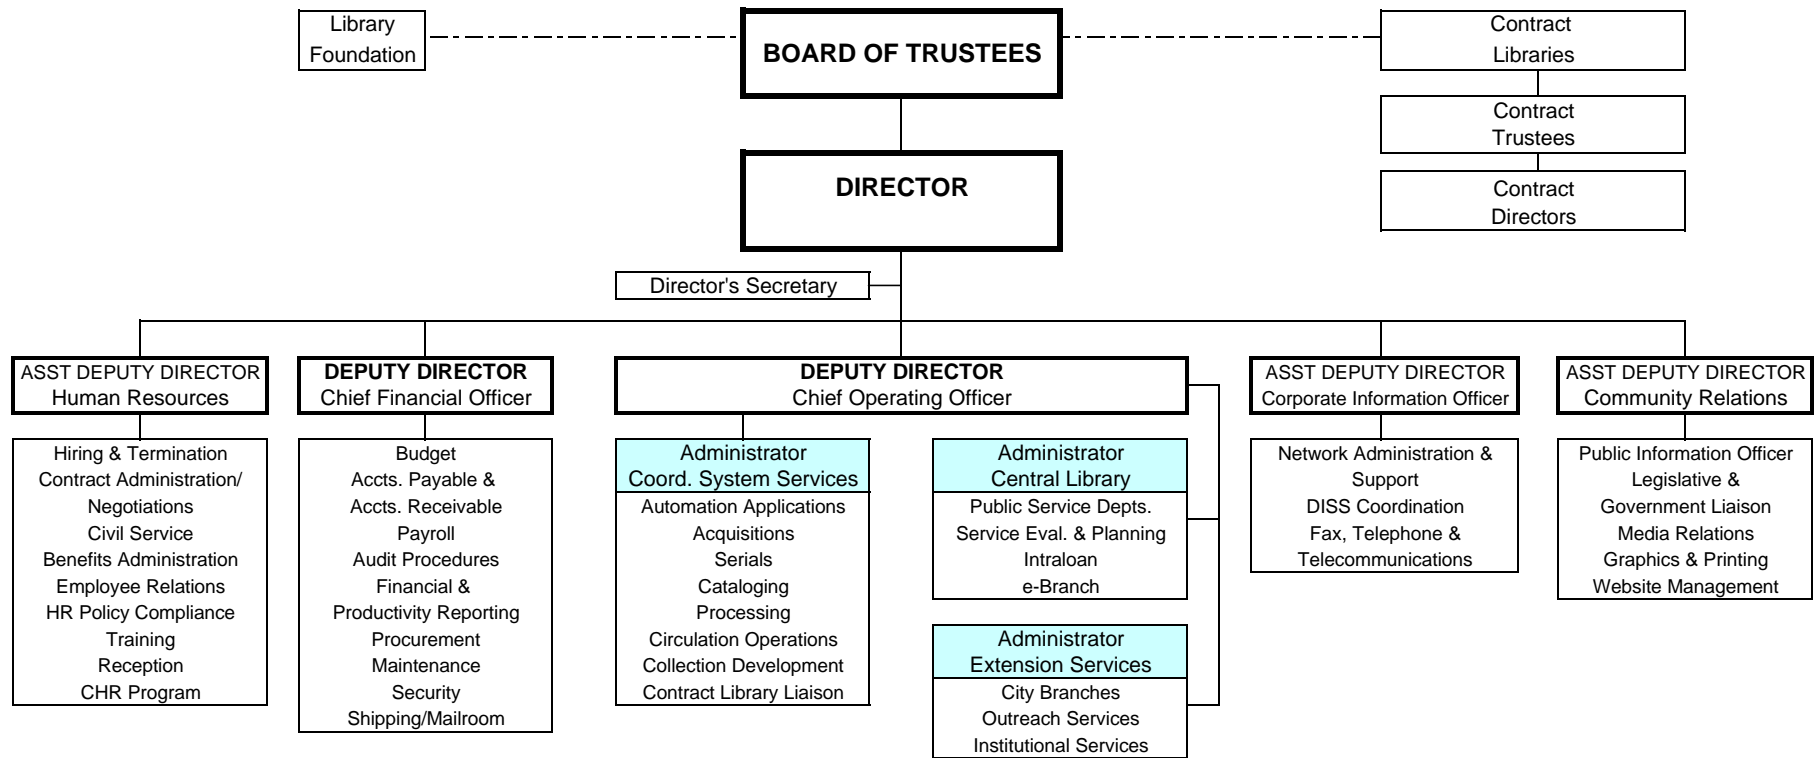 Library
Foundation
BOARD OF TRUSTEES
Contract
Libraries
Contract
Trustees
DIRECTOR
Contract
Directors
Director's Secretary
ASST DEPUTY DIRECTOR
Human Resources
DEPUTY DIRECTOR
Chief Financial Officer
DEPUTY DIRECTOR
Chief Operating Officer
ASST DEPUTY DIRECTOR
Corporate Information Officer
ASST DEPUTY DIRECTOR
Community Relations
Hiring & Termination
Contract Administration/
Negotiations
Civil Service
Benefits Administration
Employee Relations
HR Policy Compliance
Training
Reception
CHR Program
Budget
Accts. Payable &
Accts. Receivable
Payroll
Audit Procedures
Financial &
Productivity Reporting
Procurement
Maintenance
Security
Shipping/Mailroom
Administrator
Coord. System Services
Automation Applications
Acquisitions
Serials
Cataloging
Processing
Circulation Operations
Collection Development
Contract Library Liaison
Administrator
Central Library
Public Service Depts.
Service Eval. & Planning
Intraloan
e-Branch
Administrator
Extension Services
City Branches
Outreach Services
Institutional Services
Network Administration &
Support
DISS Coordination
Fax, Telephone &
Telecommunications
Public Information Officer
Legislative &
Government Liaison
Media Relations
Graphics & Printing
Website Management